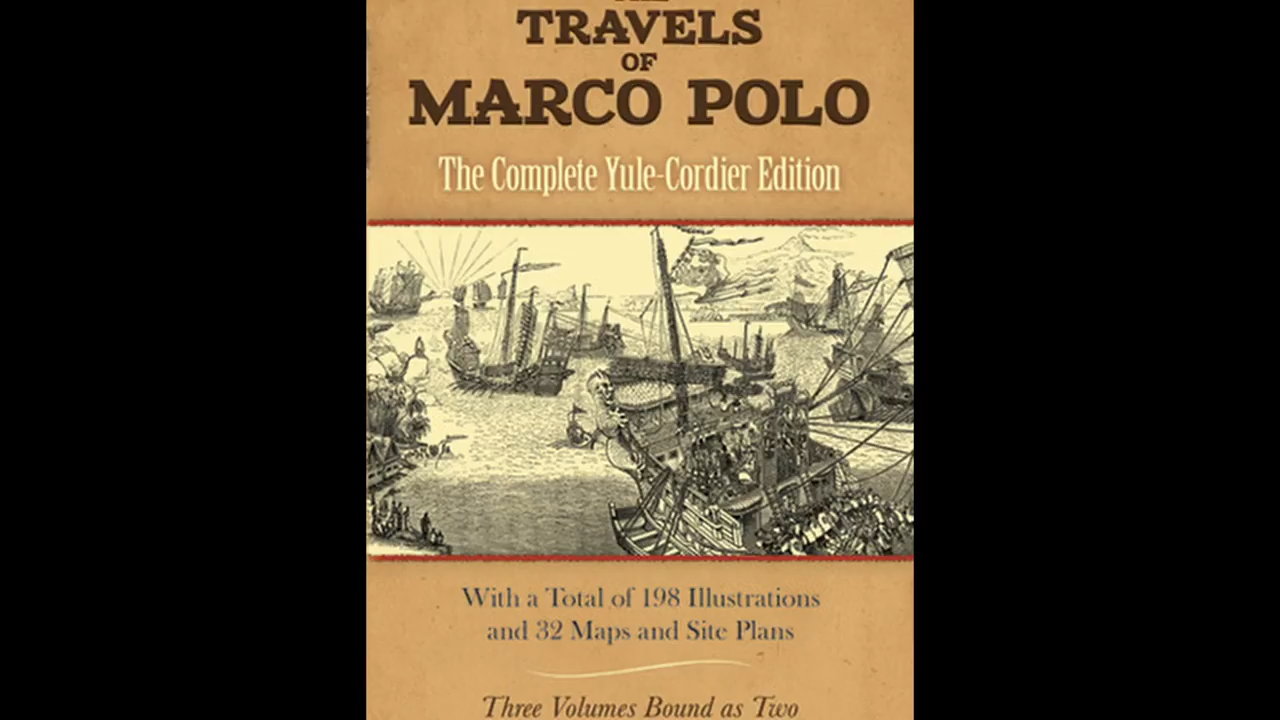 TRAVELS
OF
MARCO POLO
The Complete Yule-Cordier Edition
With a Total of 198 Illustrations
and 32 Maps and Site Plans
Three Volumes Bound as Two